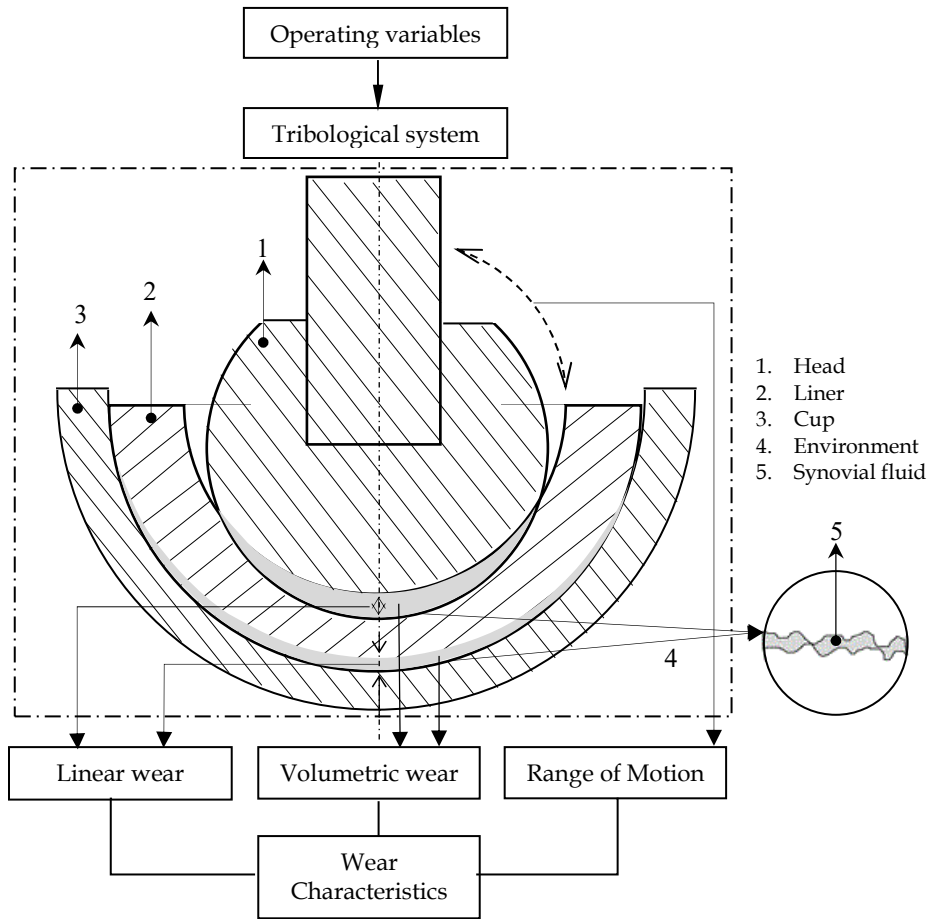 Operating variables
Tribological system
1
2
3
1. Head
2. Liner
3. Cup
4. Environment
5. Synovial fluid
5
4
Linear wear
Volumetric wear
Range of Motion
Wear
Characteristics